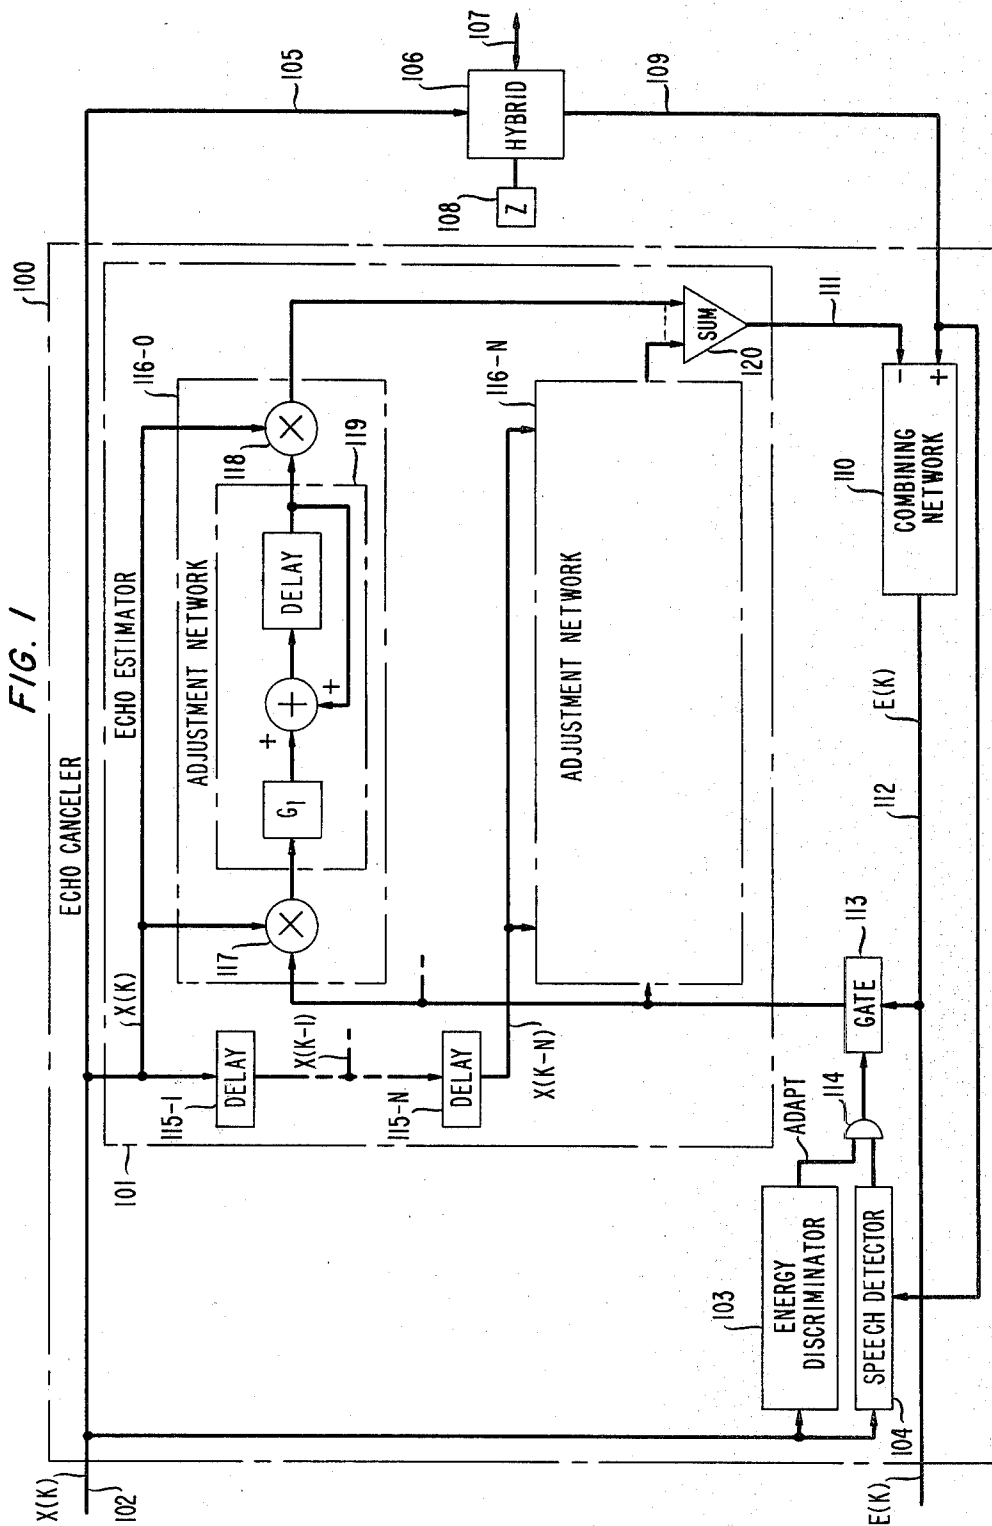 FIG. 1
ECHO CANCELER
100
X(K)
102
101
ECHO ESTIMATOR
X(K)
115-1
DELAY
X(K-1)
115-N
DELAY
X(K-N)
ADJUSTMENT NETWORK
116-0
117
×
G1
+
+
+
DELAY
119
118
×
ADJUSTMENT NETWORK
116-N
SUM
120
111
105
106
HYBRID
107
108
Z
109
103
ENERGY
DISCRIMINATOR
ADAPT
SPEECH DETECTOR
104
114
GATE
113
E(K)
112
E(K)
110
COMBINING
NETWORK
-
+